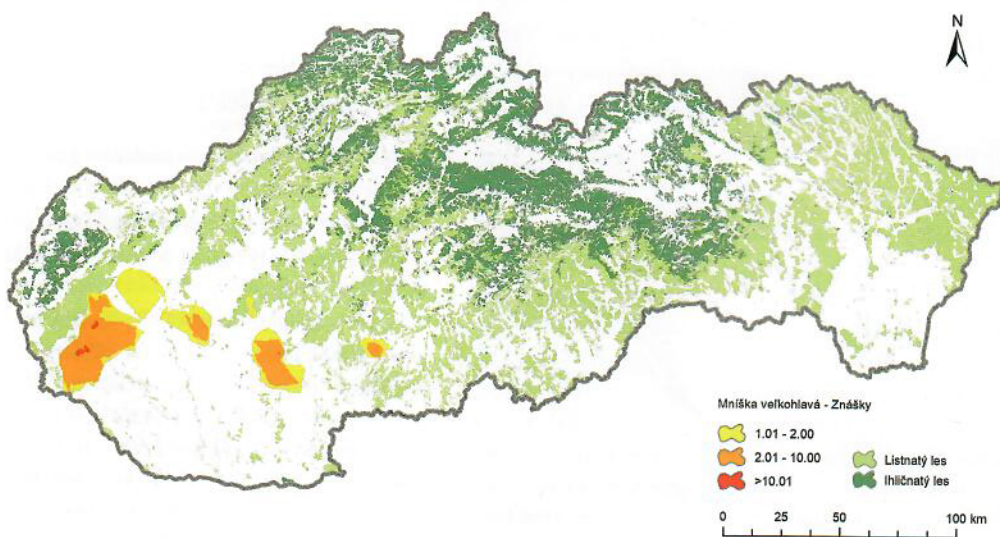 N
Mníška veľkohlavá - Znášky
1.01 - 2.00
2.01 - 10.00
>10.01
Listnatý les
Ihličnatý les
0 25 50 100 km